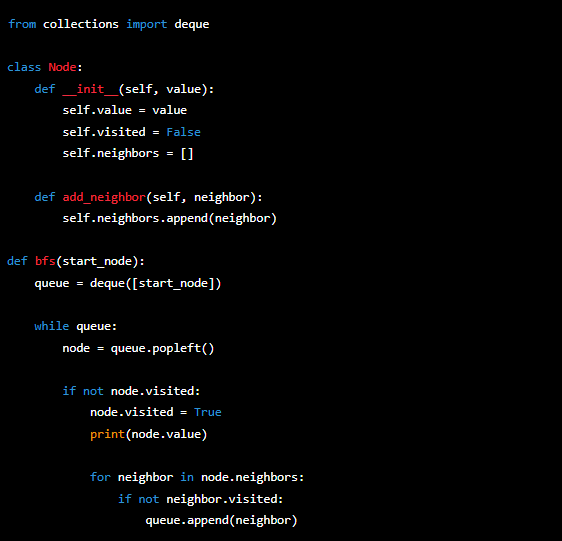 from collections import deque
class Node:
    def __init__(self, value):
        self.value = value
        self.visited = False
        self.neighbors = []
    def add_neighbor(self, neighbor):
        self.neighbors.append(neighbor)
def bfs(start_node):
    queue = deque([start_node])
    while queue:
        node = queue.popleft()
        if not node.visited:
            node.visited = True
            print(node.value)
            for neighbor in node.neighbors:
                if not neighbor.visited:
                    queue.append(neighbor)